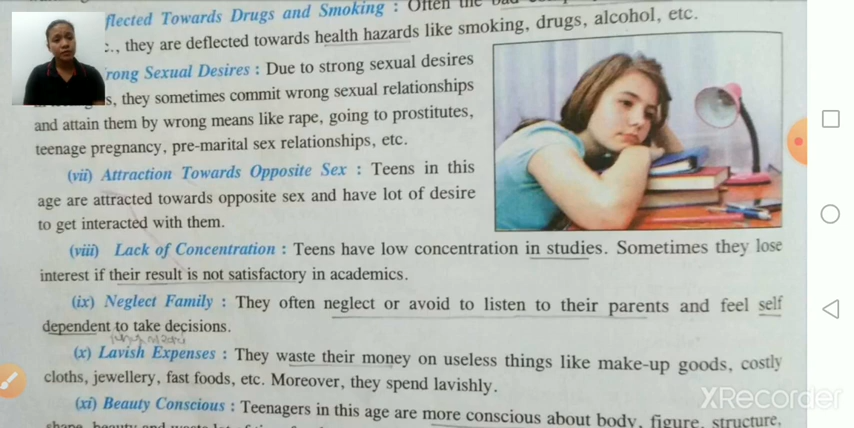 flected Towards Drugs and Smoking : Often the bad
c., they are deflected towards health hazards like smoking, drugs, alcohol, etc.
rong Sexual Desires : Due to strong sexual desires
s, they sometimes commit wrong sexual relationships
and attain them by wrong means like rape, going to prostitutes,
teenage pregnancy, pre-marital sex relationships, etc.
(vii) Attraction Towards Opposite Sex : Teens in this
age are attracted towards opposite sex and have lot of desire
to get interacted with them.
(viii) Lack of Concentration : Teens have low concentration in studies. Sometimes they lose
interest if their result is not satisfactory in academics.
(ix) Neglect Family : They often neglect or avoid to listen to their parents and feel self
dependent to take decisions.
(x) Lavish Expenses : They waste their money on useless things like make-up goods, costly
cloths, jewellery, fast foods, etc. Moreover, they spend lavishly.
(xi) Beauty Conscious : Teenagers in this age are more conscious about body, figure, structure,
XRecorder